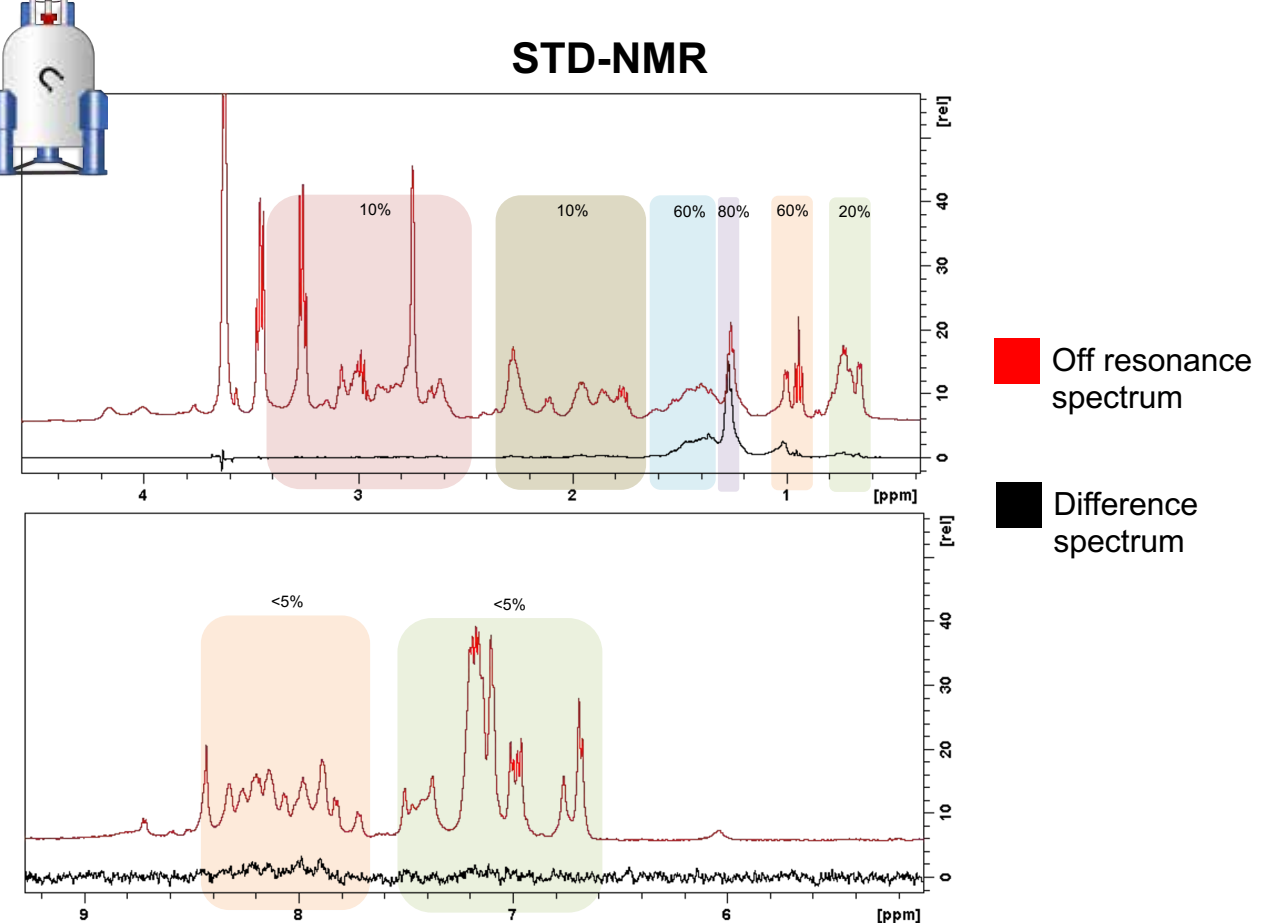 STD-NMR
[rel]
10% 10% 60% 80% 60% 20%
40
30
20
10
0
4 3 2 1 [ppm]
Off resonance
spectrum
Difference
spectrum
[rel]
<5% <5%
40
30
20
10
0
9 8 7 6 [ppm]